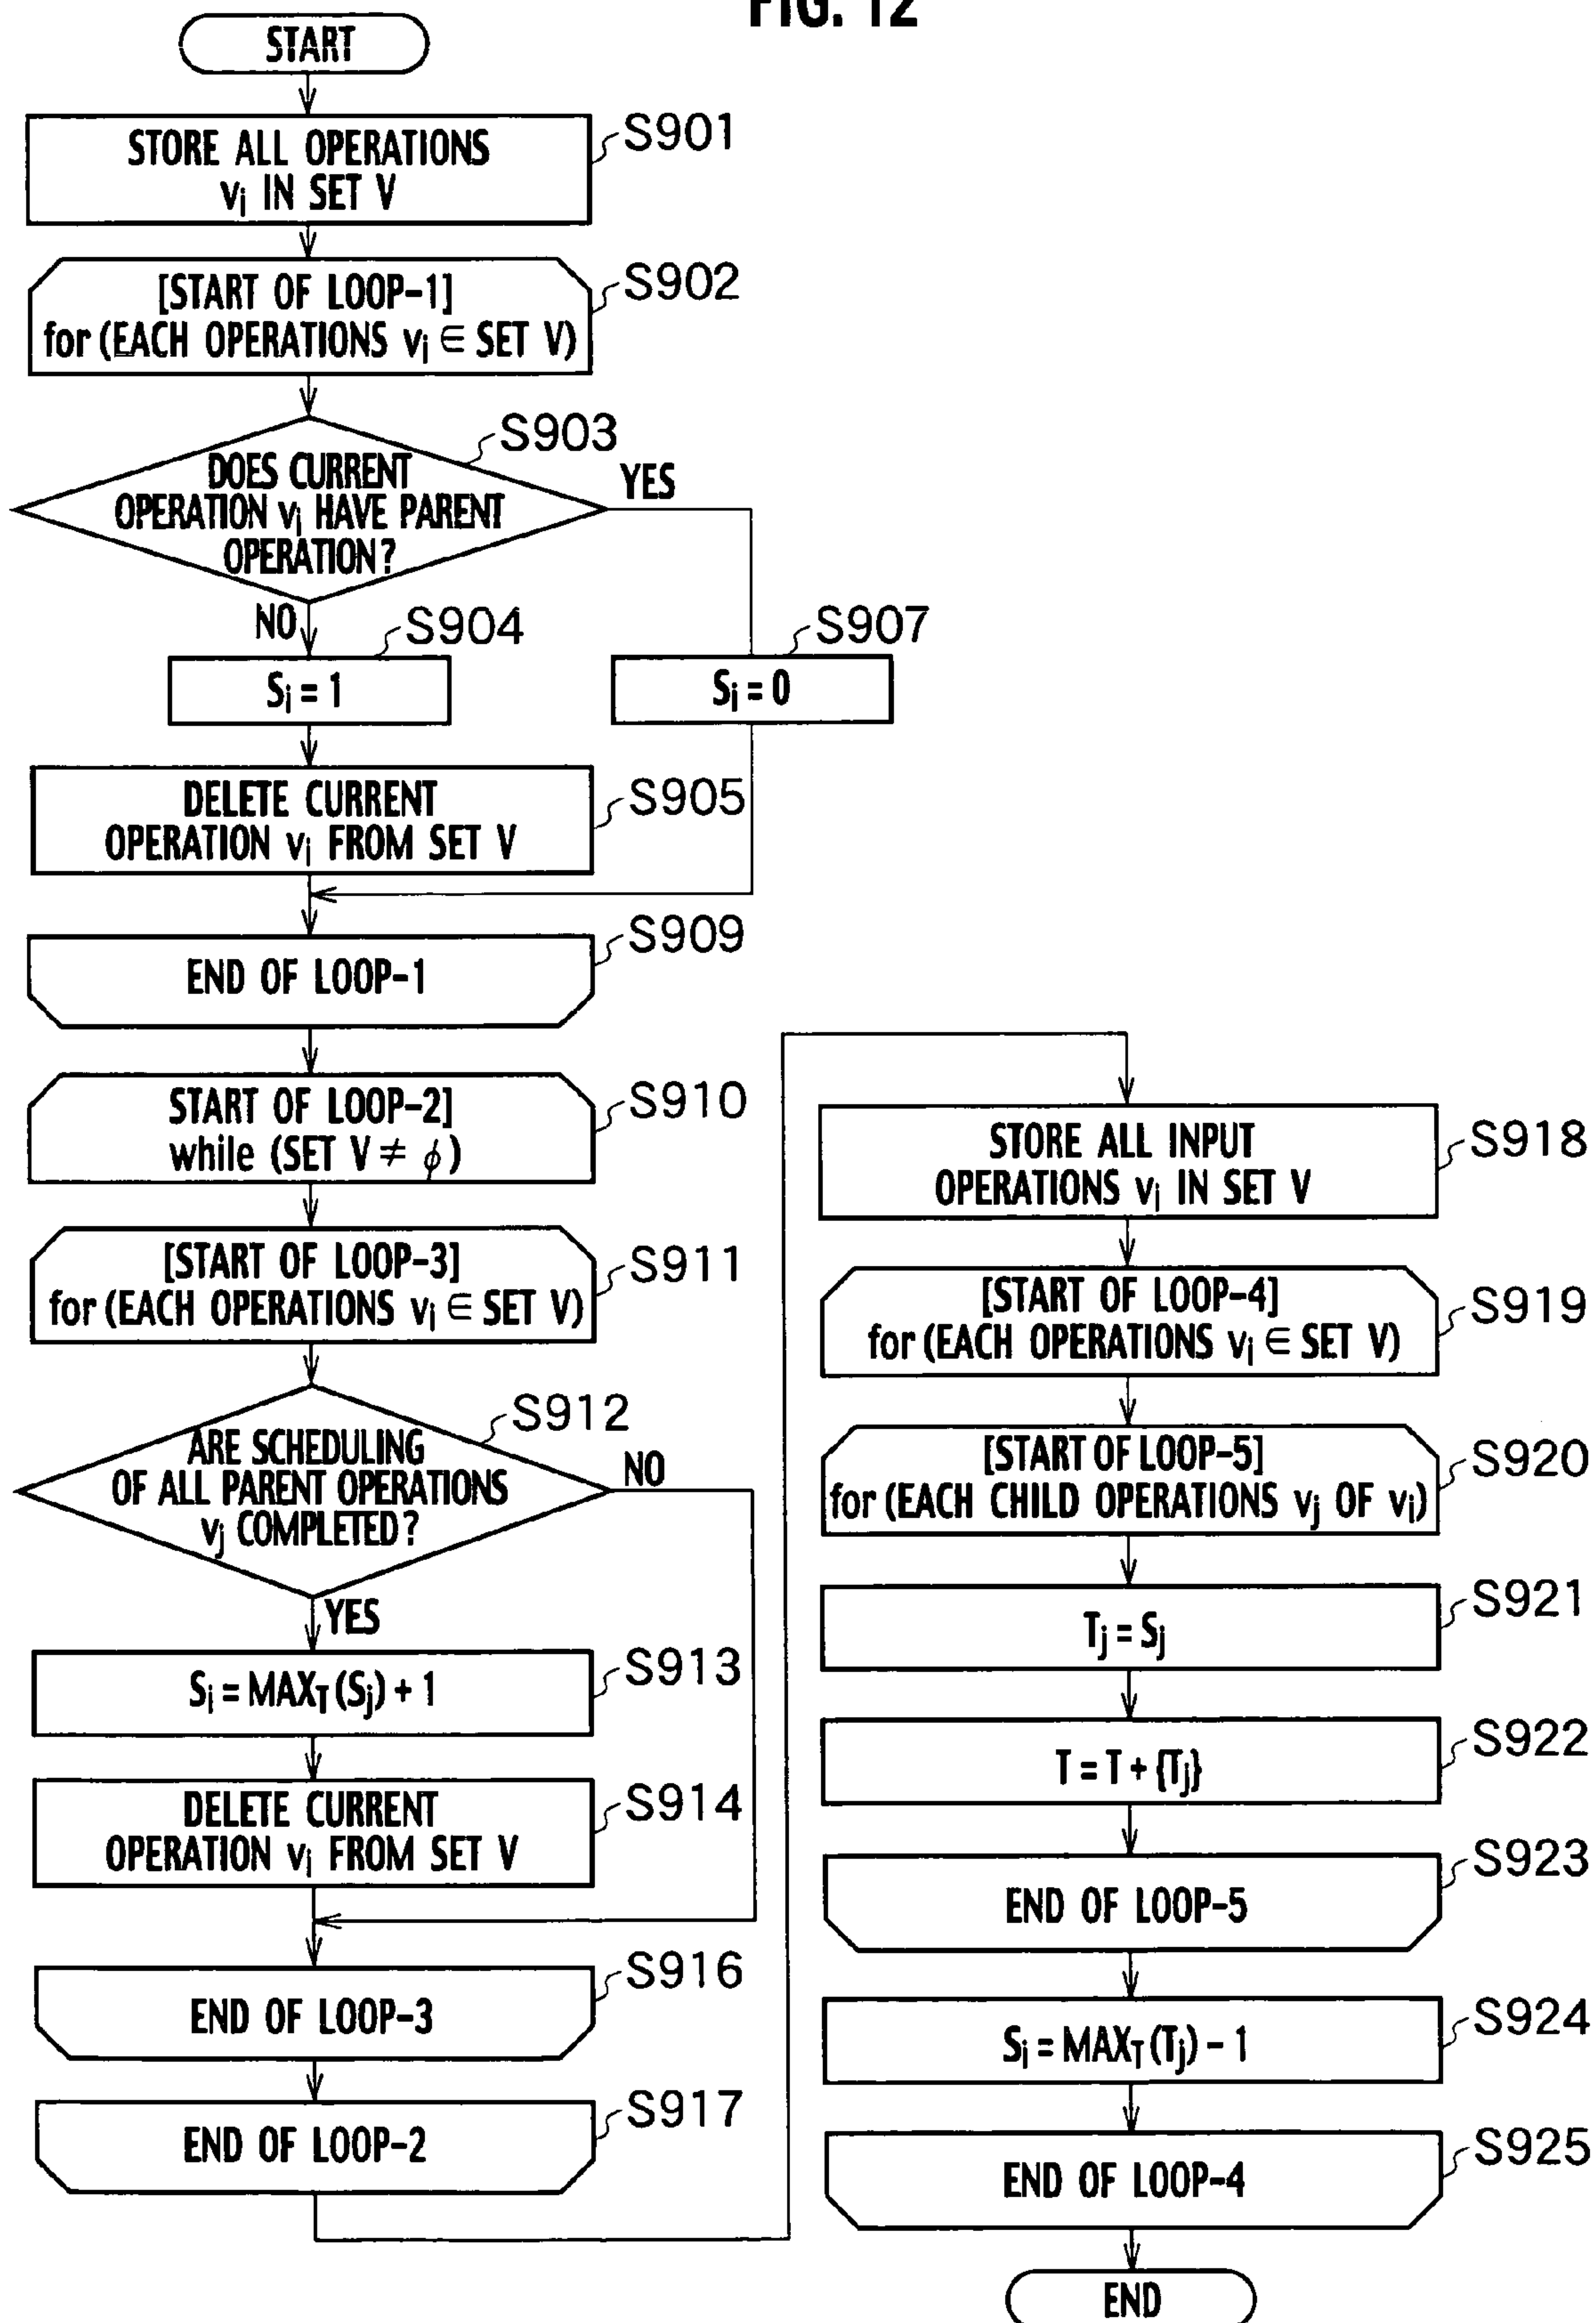 FIG. 12
START
STORE ALL OPERATIONS
vi IN SET V
S901
[START OF LOOP-1]
for (EACH OPERATIONS vi ∈ SET V)
S902
DOES CURRENT
OPERATION vi HAVE PARENT
OPERATION?
S903
YES
NO
S904
Si = 1
S907
Si = 0
DELETE CURRENT
OPERATION vi FROM SET V
S905
END OF LOOP-1
S909
START OF LOOP-2]
while (SET V ≠ ϕ)
S910
[START OF LOOP-3]
for (EACH OPERATIONS vi ∈ SET V)
S911
ARE SCHEDULING
OF ALL PARENT OPERATIONS
vj COMPLETED?
S912
NO
YES
Si = MAXT (Sj) + 1
S913
DELETE CURRENT
OPERATION vi FROM SET V
S914
END OF LOOP-3
S916
END OF LOOP-2
S917
STORE ALL INPUT
OPERATIONS vi IN SET V
S918
[START OF LOOP-4]
for (EACH OPERATIONS vi ∈ SET V)
S919
[START OF LOOP-5]
for (EACH CHILD OPERATIONS vj OF vi)
S920
Tj = Sj
S921
T = T + {Tj}
S922
END OF LOOP-5
S923
Si = MAXT (Tj) - 1
S924
END OF LOOP-4
S925
END